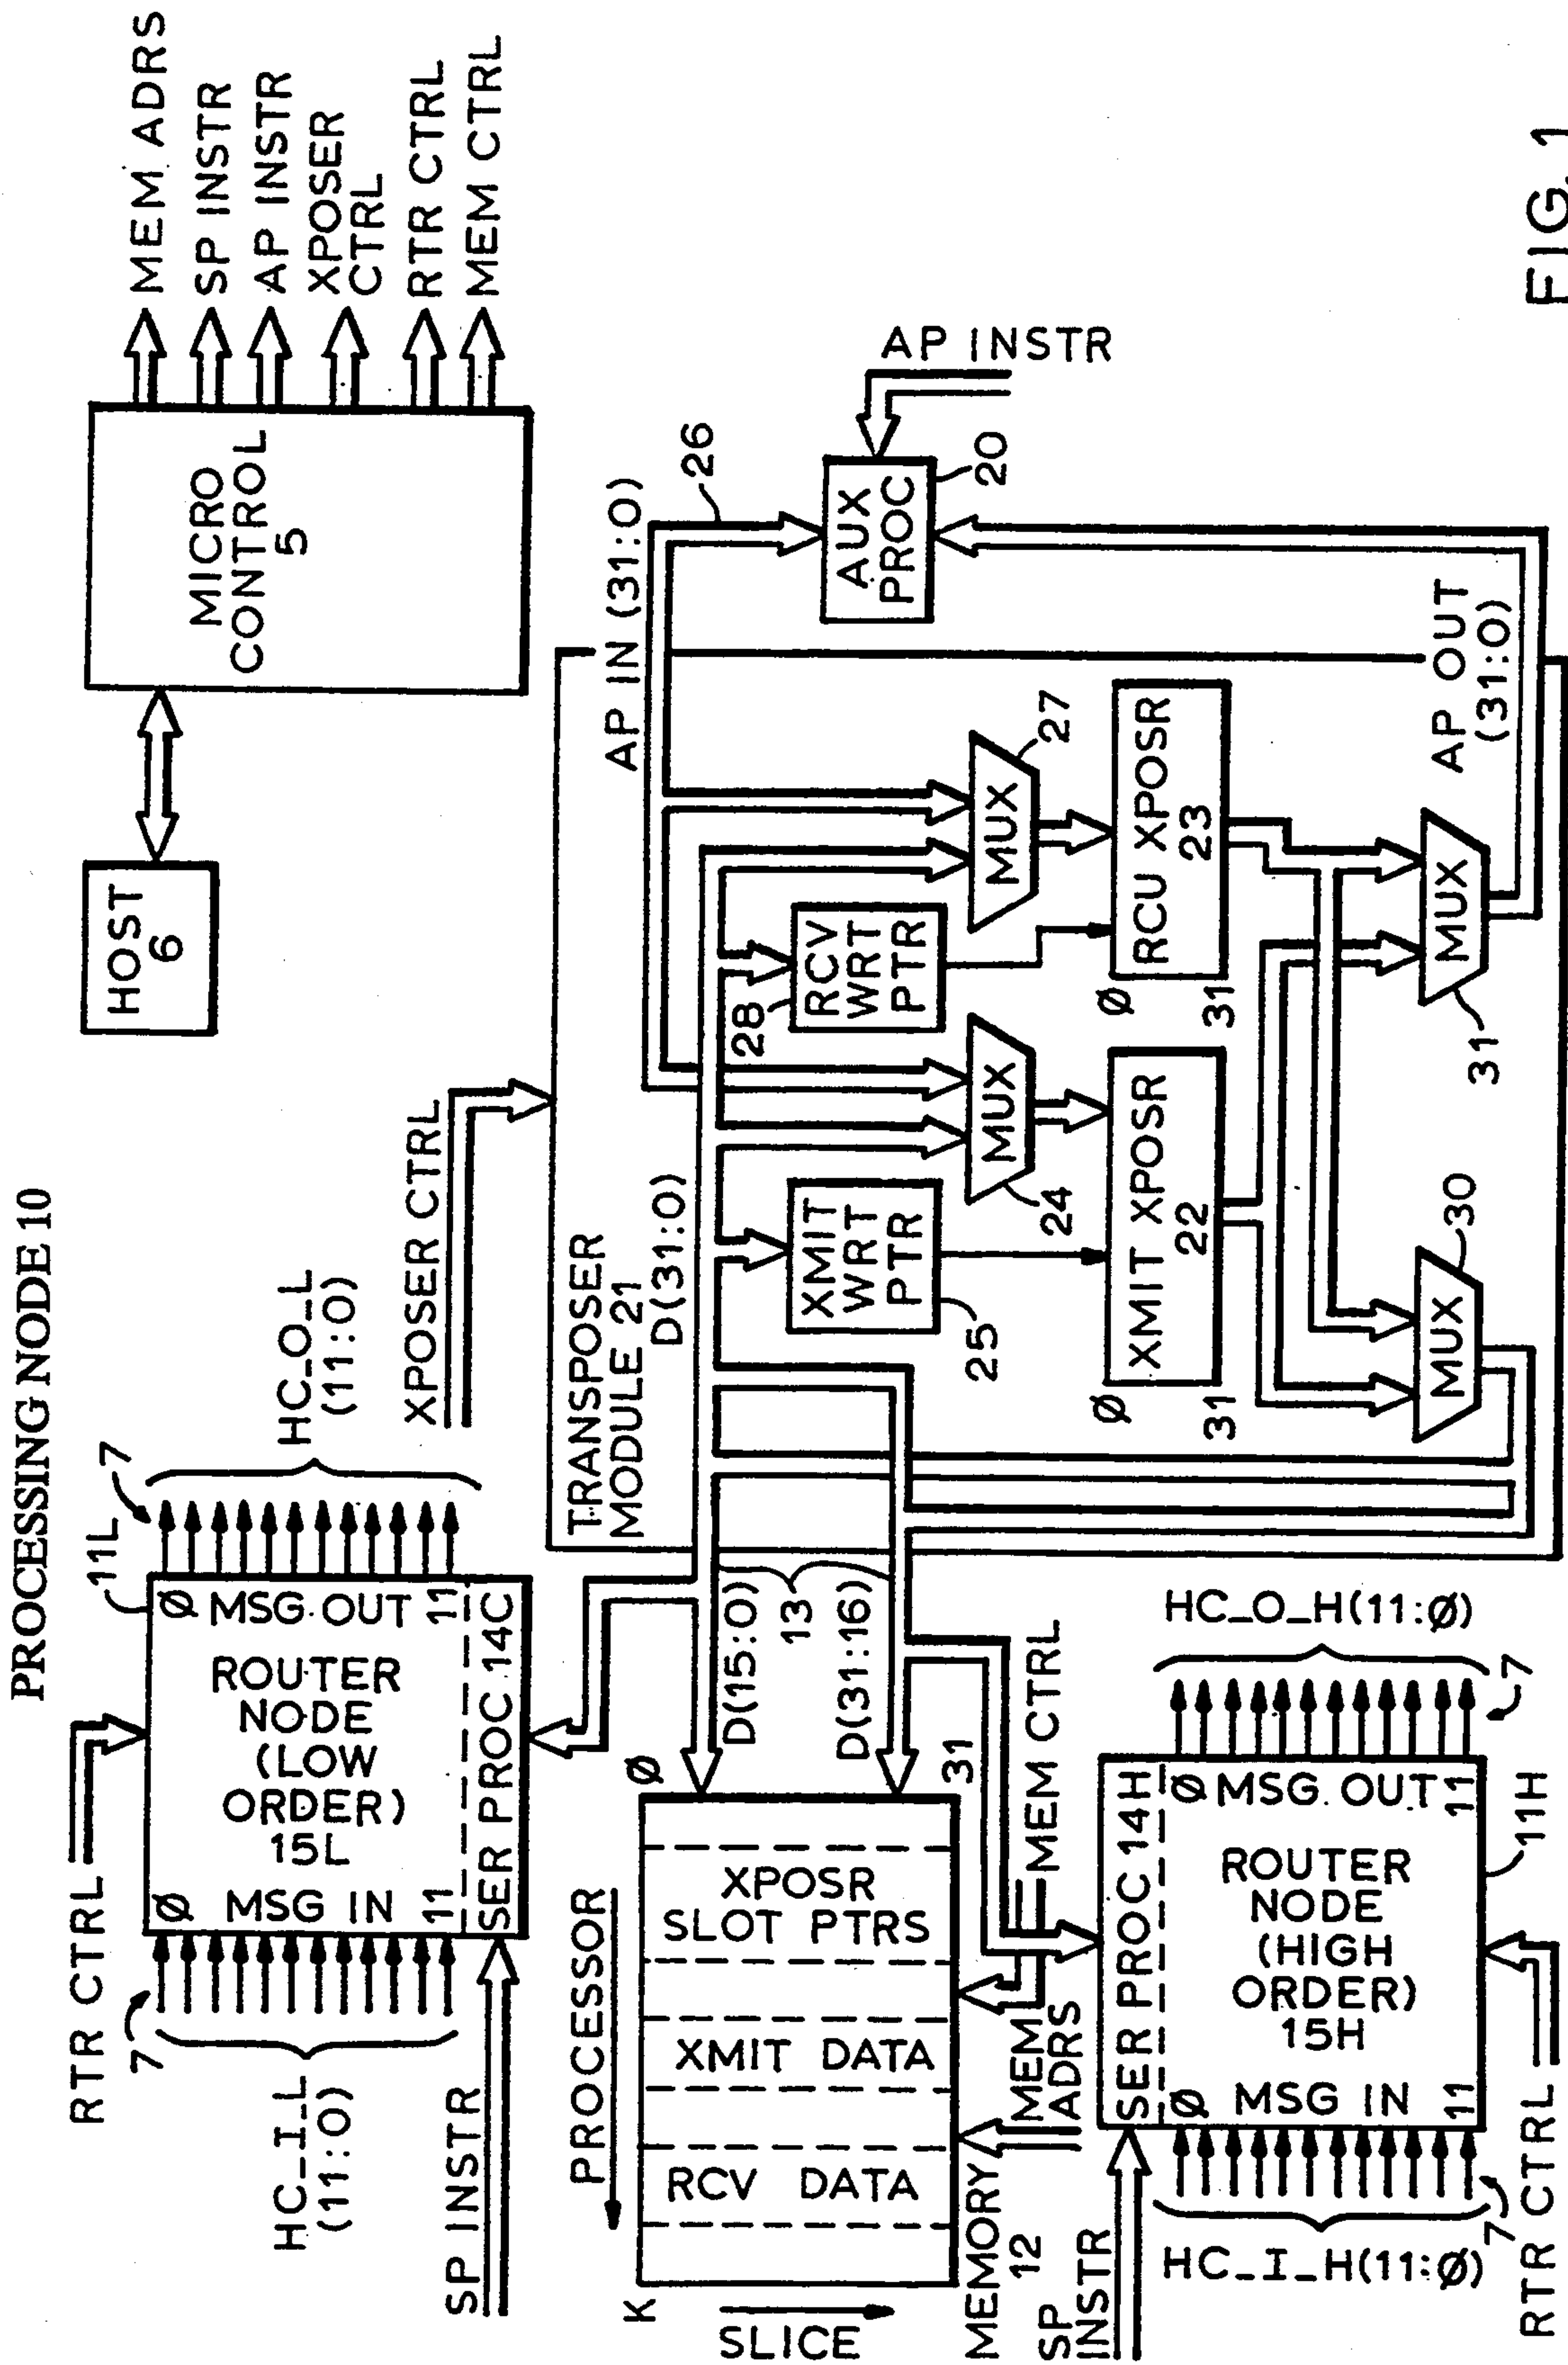 PROCESSING NODE 10
HOST
6
MICRO
CONTROL
5
MEM ADRS
SP INSTR
AP INSTR
XPOSER
CTRL
RTR CTRL
MEM CTRL
RTR CTRL
7
HC_I_L
(11:0)
SP INSTR
Ø MSG IN 11
ROUTER
NODE
(LOW
ORDER)
15L
Ø MSG OUT 11
SER PROC 14C
11L
7
HC_O_L
(11:0)
XPOSER CTRL
TRANSPOSER
MODULE 21
D(31:0)
AP IN (31:0)
26
AUX
PROC
20
AP INSTR
XMIT
WRT
PTR
25
MUX
24
28
RCV
WRT
PTR
MUX
27
Ø
XMIT XPOSR
22
31
Ø
RCU XPOSR
23
31
MUX
30
MUX
31
AP OUT
(31:0)
PROCESSOR
K
SLICE
Ø
RCV DATA
XMIT DATA
XPOSR
SLOT PTRS
31
D(15:0)
13
D(31:16)
MEMORY
12
MEM
ADRS
MEM CTRL
SP
INSTR
SER PROC 14H
Ø MSG IN 11
ROUTER
NODE
(HIGH
ORDER)
15H
Ø MSG OUT 11
11H
HC_I_H(11:Ø)
7
HC_O_H(11:Ø)
7
RTR CTRL
FIG. 1